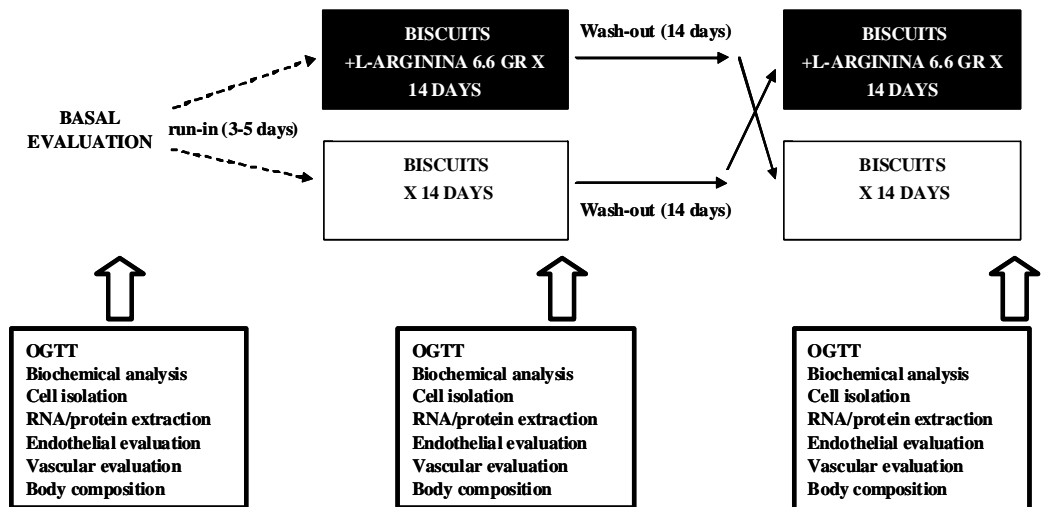 BISCUITS
+L-ARGININA 6.6 GR X
14 DAYS
Wash-out (14 days)
BISCUITS
+L-ARGININA 6.6 GR X
14 DAYS
BASAL
EVALUATION
run-in (3-5 days)
BISCUITS
X 14 DAYS
Wash-out (14 days)
BISCUITS
X 14 DAYS
OGTT
Biochemical analysis
Cell isolation
RNA/protein extraction
Endothelial evaluation
Vascular evaluation
Body composition
OGTT
Biochemical analysis
Cell isolation
RNA/protein extraction
Endothelial evaluation
Vascular evaluation
Body composition
OGTT
Biochemical analysis
Cell isolation
RNA/protein extraction
Endothelial evaluation
Vascular evaluation
Body composition